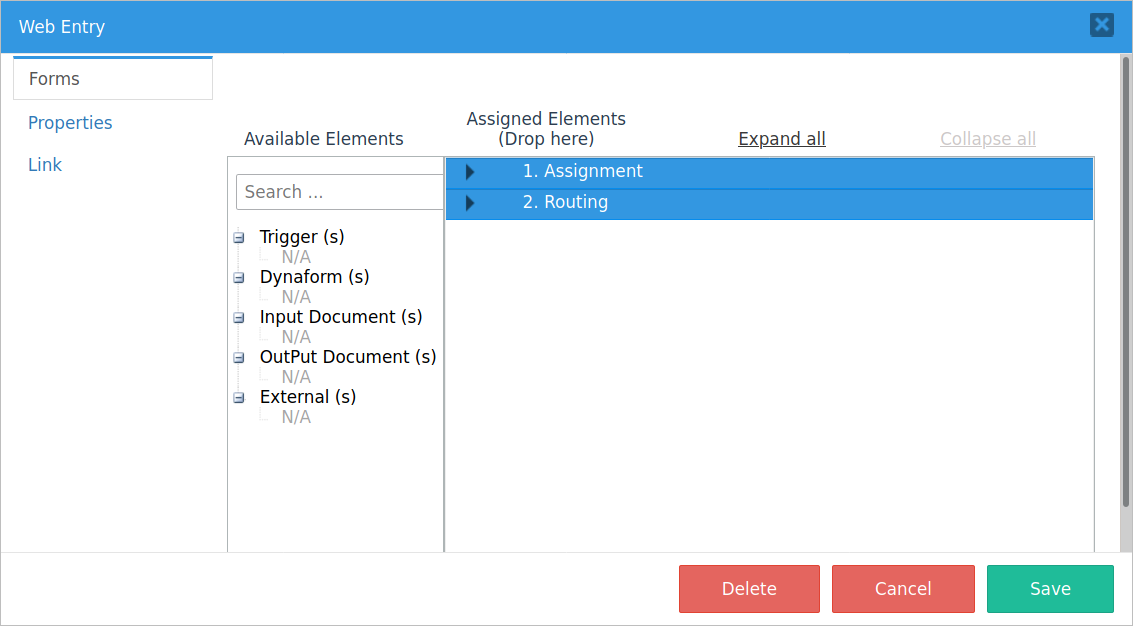 Web Entry
Forms
Properties
Link
Available Elements
Assigned Elements
(Drop here)
Expand all
Collapse all
Search ...
Trigger (s)
N/A
Dynaform (s)
N/A
Input Document (s)
N/A
OutPut Document (s)
N/A
External (s)
N/A
1. Assignment
2. Routing
Delete
Cancel
Save